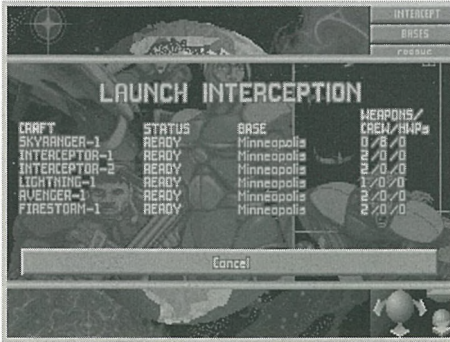 INTERCEPT
BASES
LAUNCH INTERCEPTION
WEAPONS/
CRAFT STATUS BASE CREW/HWPs
SKYRANGER-1 READY Minneapolis 0/8/0
INTERCEPTOR-1 READY Minneapolis 2/0/0
INTERCEPTOR-2 READY Minneapolis 2/0/0
LIGHTNING-1 READY Minneapolis 1/0/0
AVENGER-1 READY Minneapolis 2/0/0
FIRESTORM-1 READY Minneapolis 2/0/0
Cancel